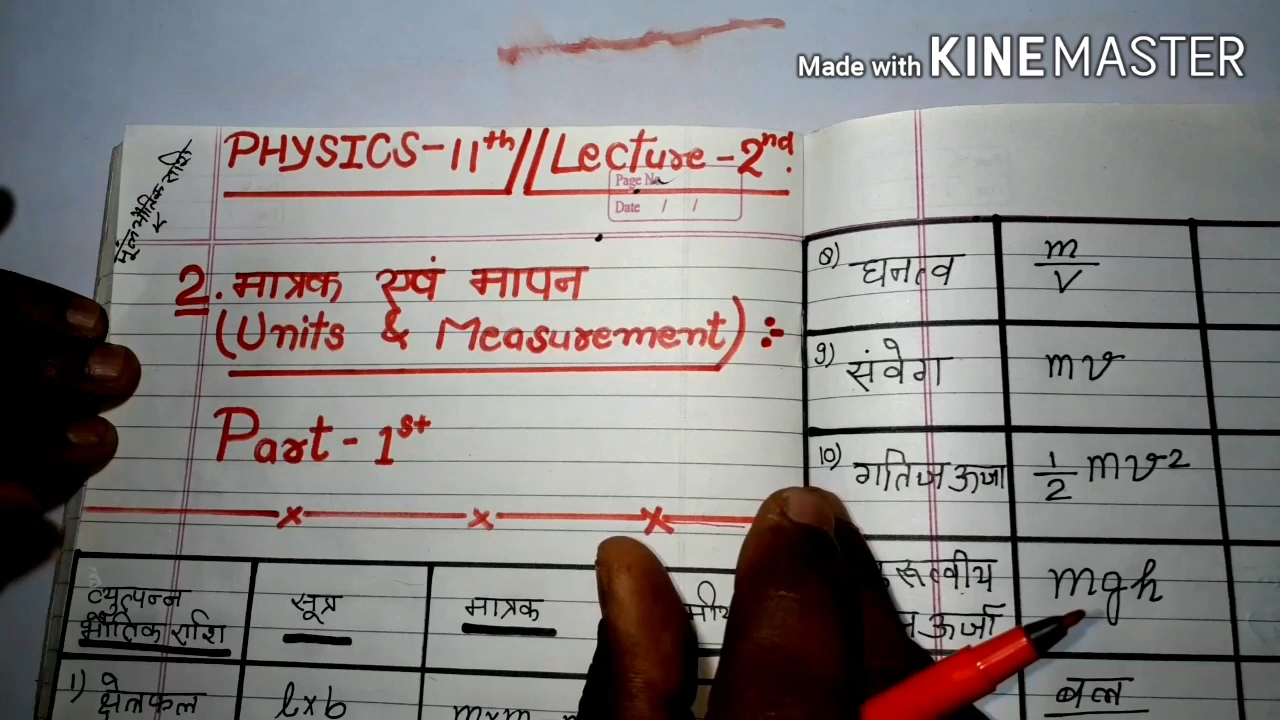 Made with KINEMASTER
PHYSICS-11th // Lecture-2nd.
Page No.
Date / /
मूल भौतिक राशि
2. मात्रक एवं मापन
(Units & Measurement) :-
Part-1st
व्युत्पन्न भौतिक राशि सूत्र मात्रक
1) क्षेत्रफल l×b m×m
8) घनत्व m/V
9) संवेग mv
10) गतिज ऊर्जा 1/2 mv²
ऊर्जा mgh
बल